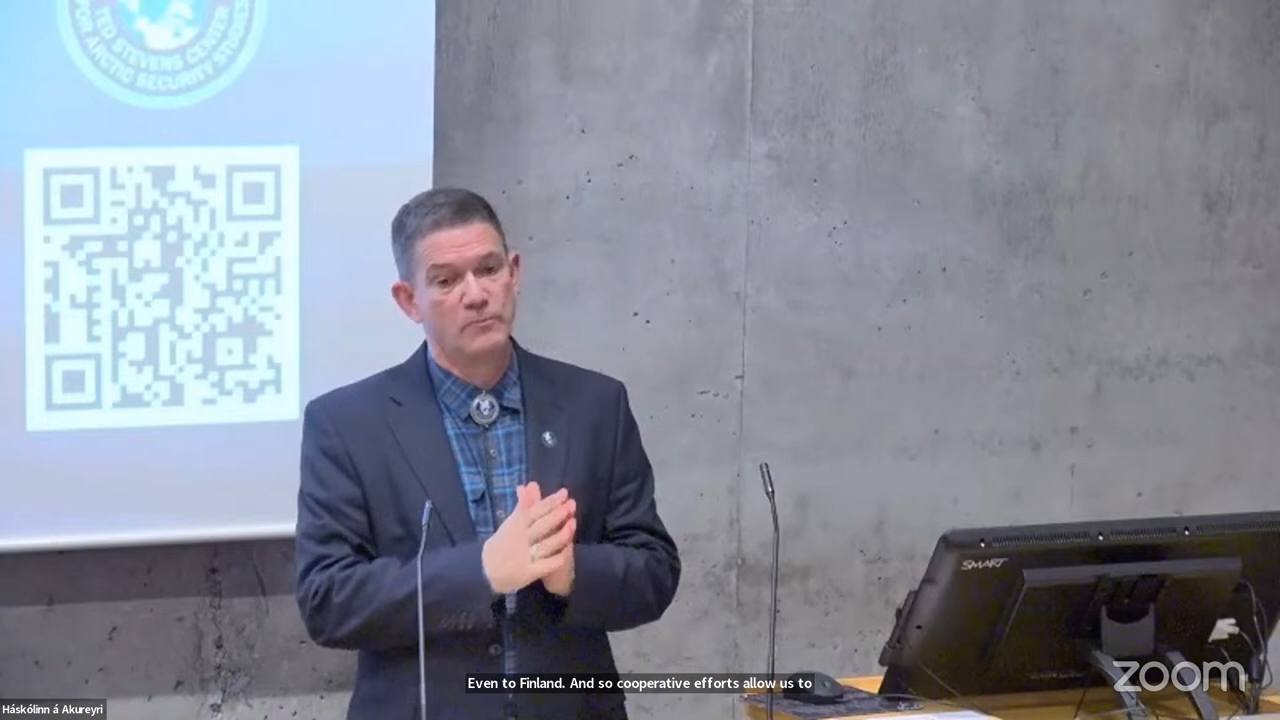 TED STEVENS CENTER
FOR ARCTIC SECURITY STUDIES
SMART
Even to Finland. And so cooperative efforts allow us to
zoom
Háskólinn á Akureyri